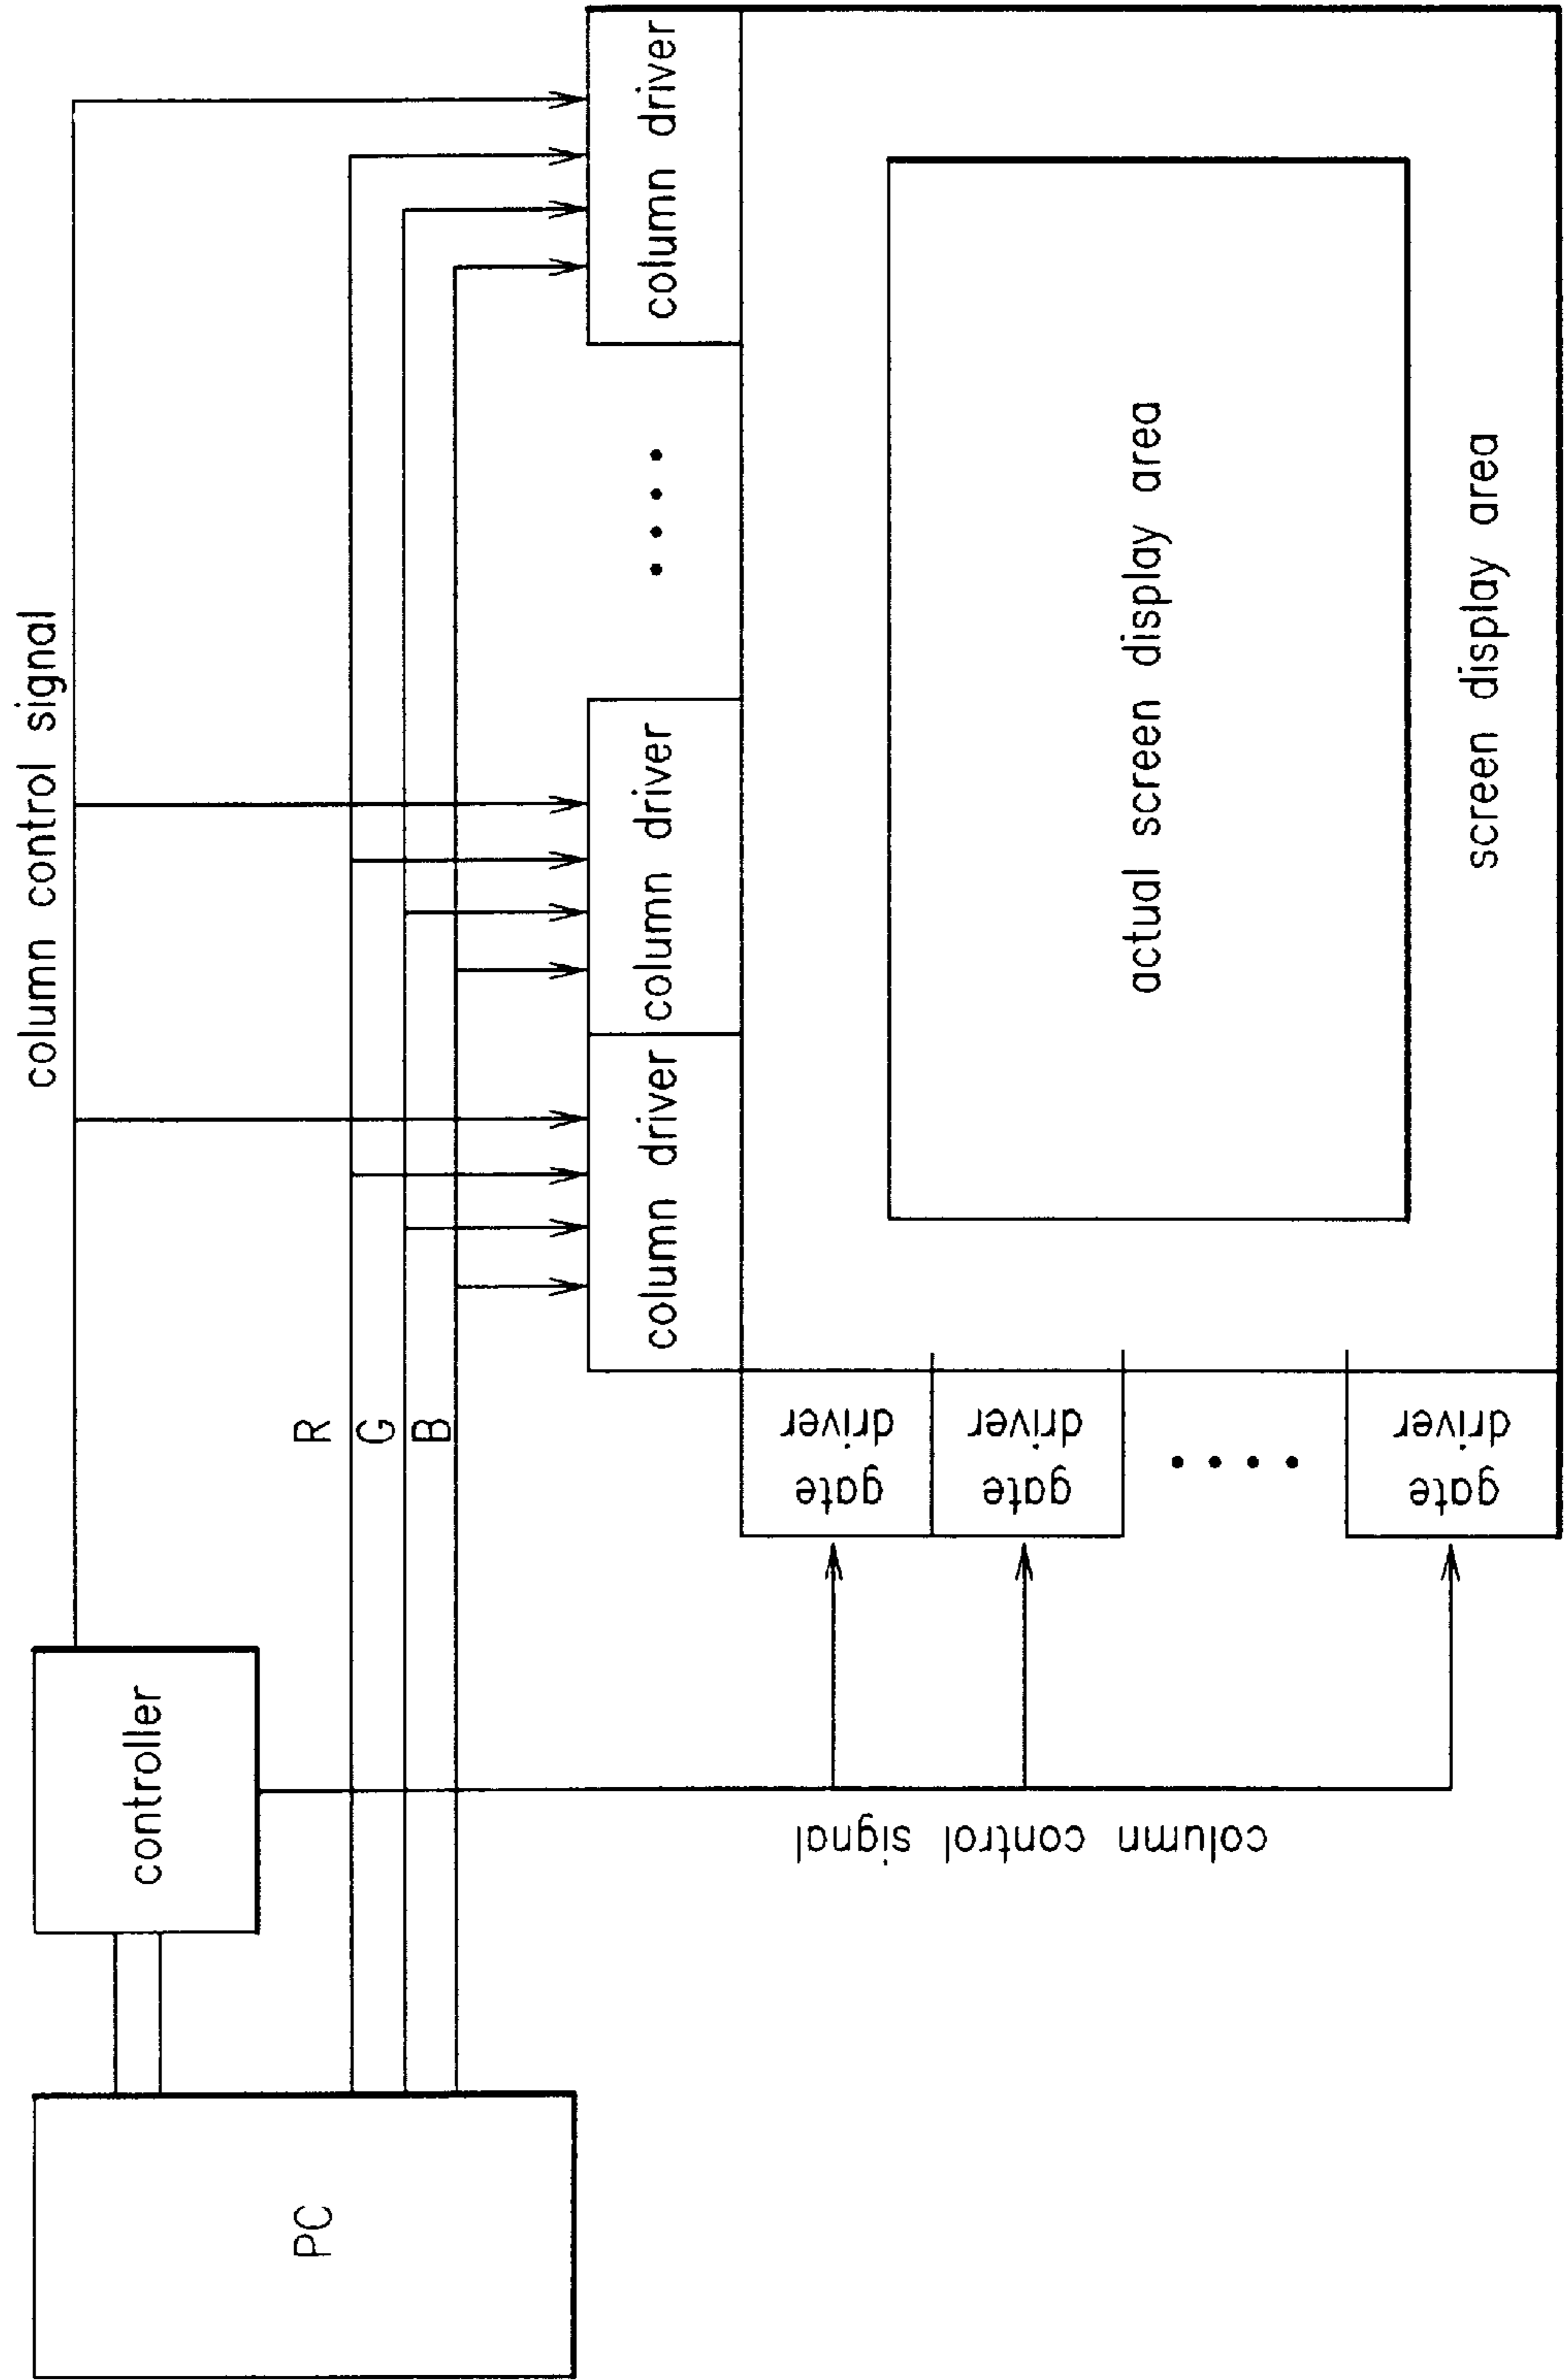 column control signal
controller
PC
R
G
B
column driver
column driver
....
column driver
column control signal
gate
driver
gate
driver
....
gate
driver
actual screen display area
screen display area